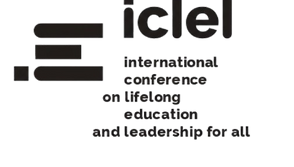 iclel
international
conference
on lifelong
education
and leadership for all